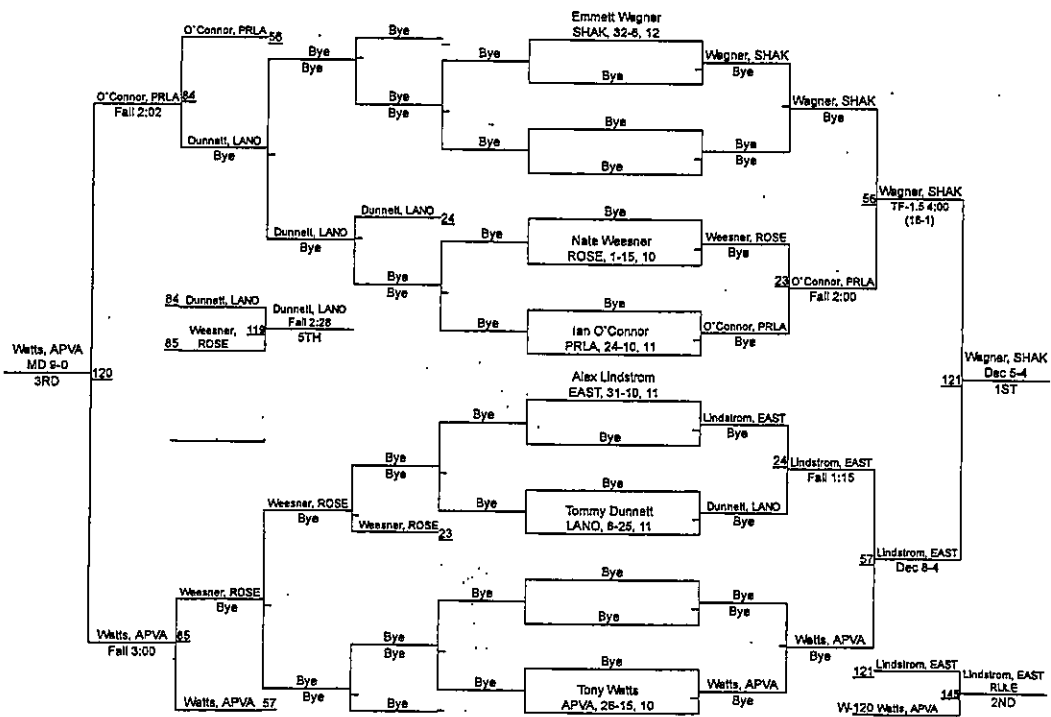 Emmett Wagner
SHAK, 32-6, 12
Bye
Wagner, SHAK
Bye
Wagner, SHAK
Bye
Bye
Bye
Bye
Bye
Wagner, SHAK
TF-1.5 4:00
(16-1)
56
Bye
Nate Weesner
ROSE, 1-15, 10
Weesner, ROSE
Bye
23
O'Connor, PRLA
Fall 2:00
Bye
Ian O'Connor
PRLA, 24-10, 11
O'Connor, PRLA
Wagner, SHAK
121
Dec 5-4
1ST
Alex Lindstrom
EAST, 31-10, 11
Bye
Lindstrom, EAST
Bye
24
Lindstrom, EAST
Fall 1:15
Bye
Tommy Dunnett
LANO, 6-25, 11
Dunnett, LANO
Bye
57
Lindstrom, EAST
Dec 8-4
Bye
Bye
Bye
Bye
Watts, APVA
Bye
Bye
Tony Watts
APVA, 26-15, 10
Watts, APVA
Bye
121
Lindstrom, EAST
Lindstrom, EAST
145
RULE
2ND
W-120 Watts, APVA
O'Connor, PRLA
56
O'Connor, PRLA
84
Fall 2:02
Dunnett, LANO
Bye
Bye
Bye
Bye
Bye
Bye
Bye
Bye
Dunnett, LANO
Bye
Dunnett, LANO
24
Bye
Bye
Bye
Bye
84
Dunnett, LANO
Dunnett, LANO
119
Fall 2:28
5TH
Weesner,
85
ROSE
Watts, APVA
MD 9-0
3RD
120
Weesner, ROSE
Bye
Bye
Bye
Bye
Bye
Weesner, ROSE
23
Weesner, ROSE
Bye
Watts, APVA
85
Fall 3:00
Watts, APVA
57
Bye
Bye
Bye
Bye
Bye
Bye
Bye